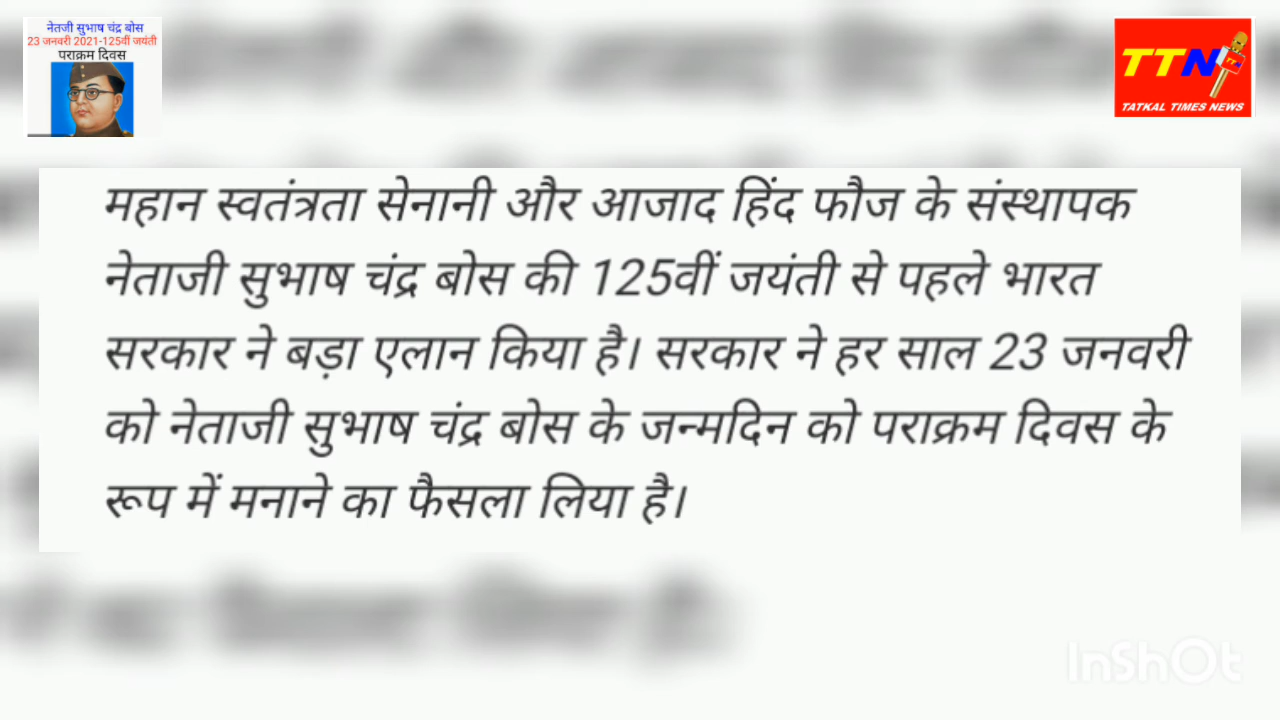 नेतजी सुभाष चंद्र बोस
23 जनवरी 2021-125वीं जयंती
पराक्रम दिवस
TTN
TATKAL TIMES NEWS
महान स्वतंत्रता सेनानी और आजाद हिंद फौज के संस्थापक
नेताजी सुभाष चंद्र बोस की 125वीं जयंती से पहले भारत
सरकार ने बड़ा एलान किया है। सरकार ने हर साल 23 जनवरी
को नेताजी सुभाष चंद्र बोस के जन्मदिन को पराक्रम दिवस के
रूप में मनाने का फैसला लिया है।
InShOt